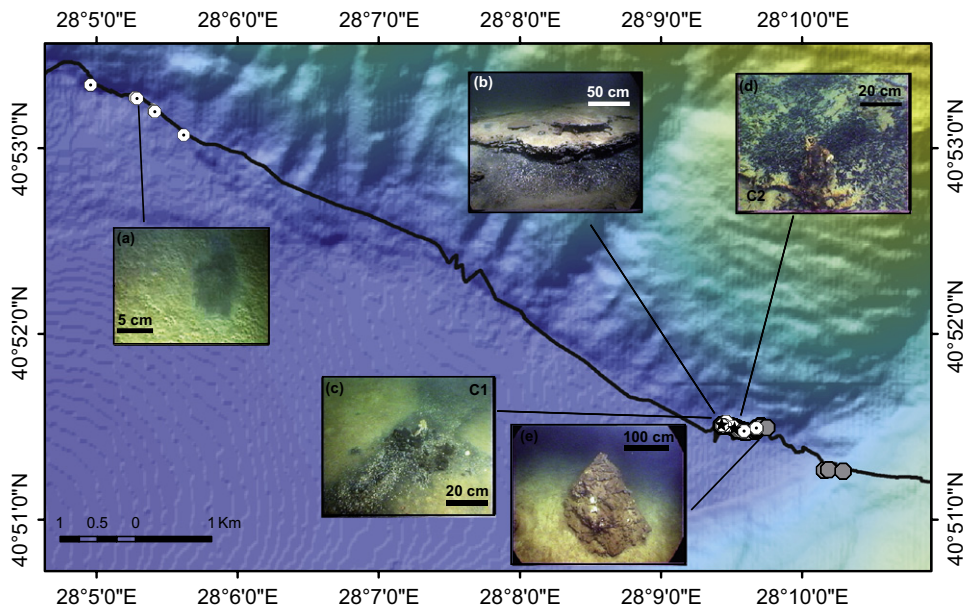 28°5'0"E 28°6'0"E 28°7'0"E 28°8'0"E 28°9'0"E 28°10'0"E
40°53'0"N
40°53'0"N
(b)
50 cm
(d)
20 cm
C2
(a)
5 cm
40°52'0"N
40°52'0"N
(c)
C1
20 cm
(e)
100 cm
40°51'0"N
40°51'0"N
1 0.5 0 1 Km
28°5'0"E 28°6'0"E 28°7'0"E 28°8'0"E 28°9'0"E 28°10'0"E